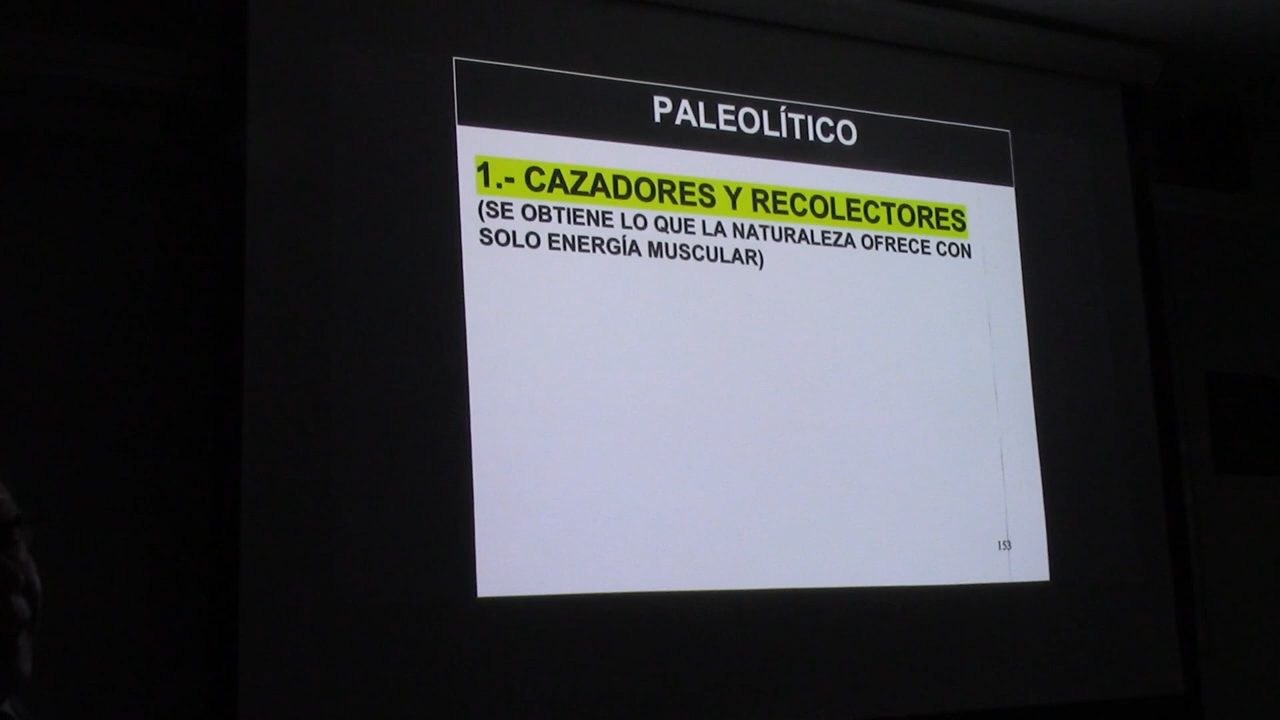 PALEOLÍTICO
1.- CAZADORES Y RECOLECTORES
(SE OBTIENE LO QUE LA NATURALEZA OFRECE CON
SOLO ENERGÍA MUSCULAR)
153